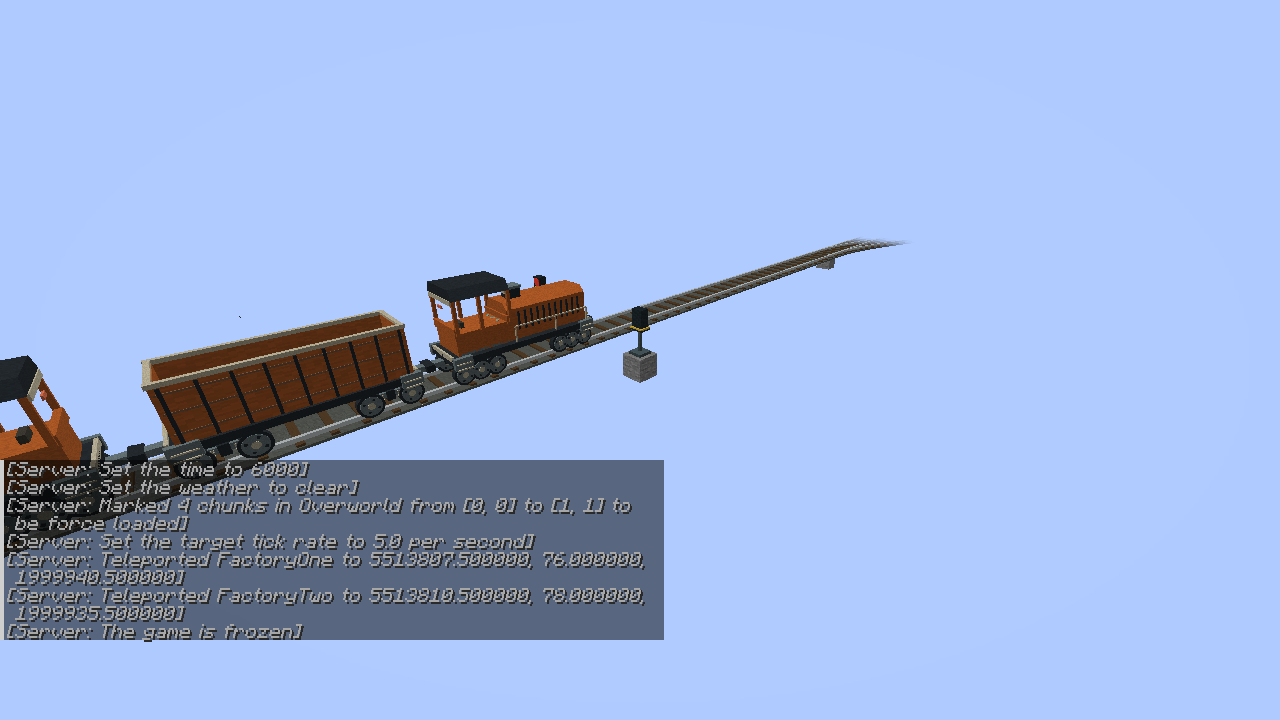 [Server: Set the time to 6000]
[Server: Set the weather to clear]
[Server: Marked 4 chunks in Overworld from [0, 0] to [1, 1] to
be force loaded]
[Server: Set the target tick rate to 5.0 per second]
[Server: Teleported FactoryOne to 5513807.500000, 76.000000,
1999940.500000]
[Server: Teleported FactoryTwo to 5513810.500000, 78.000000,
1999935.500000]
[Server: The game is frozen]